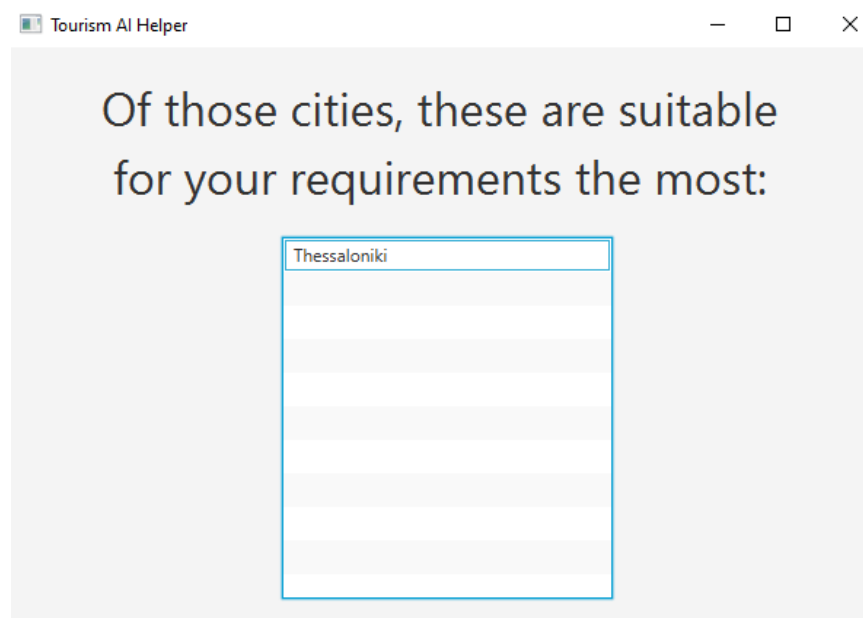 Tourism AI Helper
Of those cities, these are suitable
for your requirements the most:
Thessaloniki